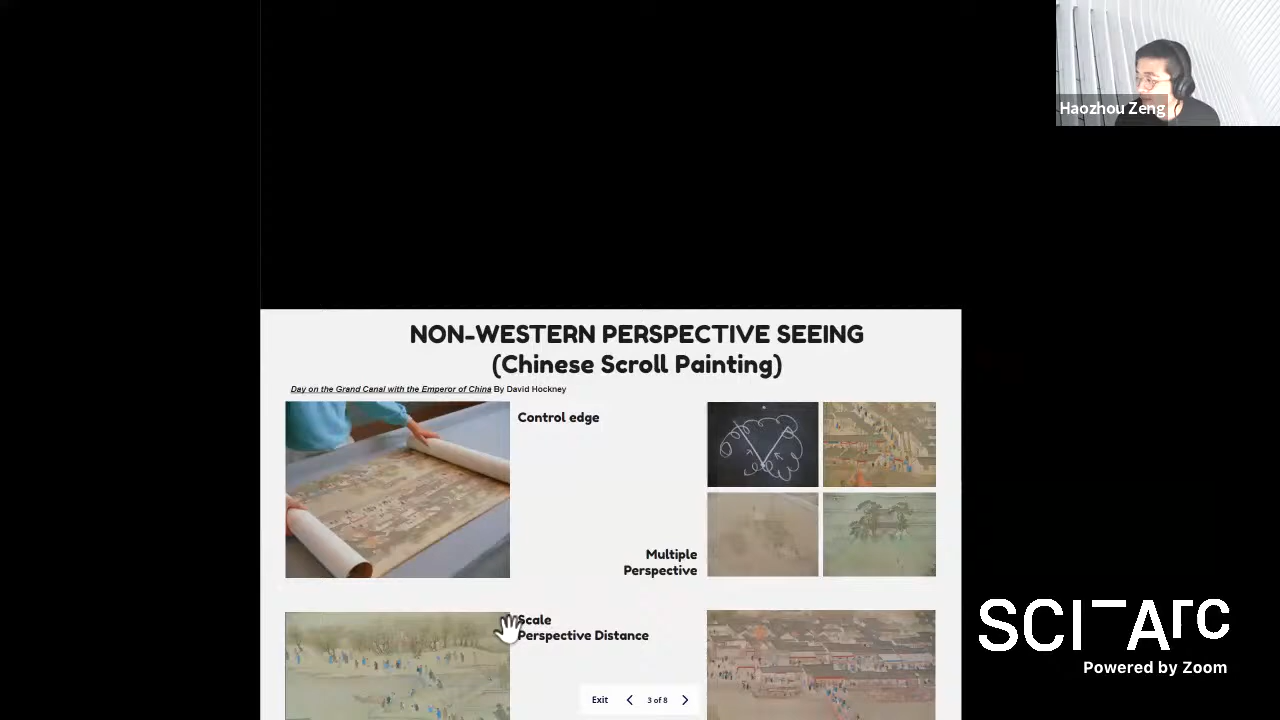 Haozhou Zeng
NON-WESTERN PERSPECTIVE SEEING
(Chinese Scroll Painting)
Day on the Grand Canal with the Emperor of China By David Hockney
Control edge
Multiple
Perspective
Scale
Perspective Distance
Exit
3 of 8
SCI-Arc
Powered by Zoom